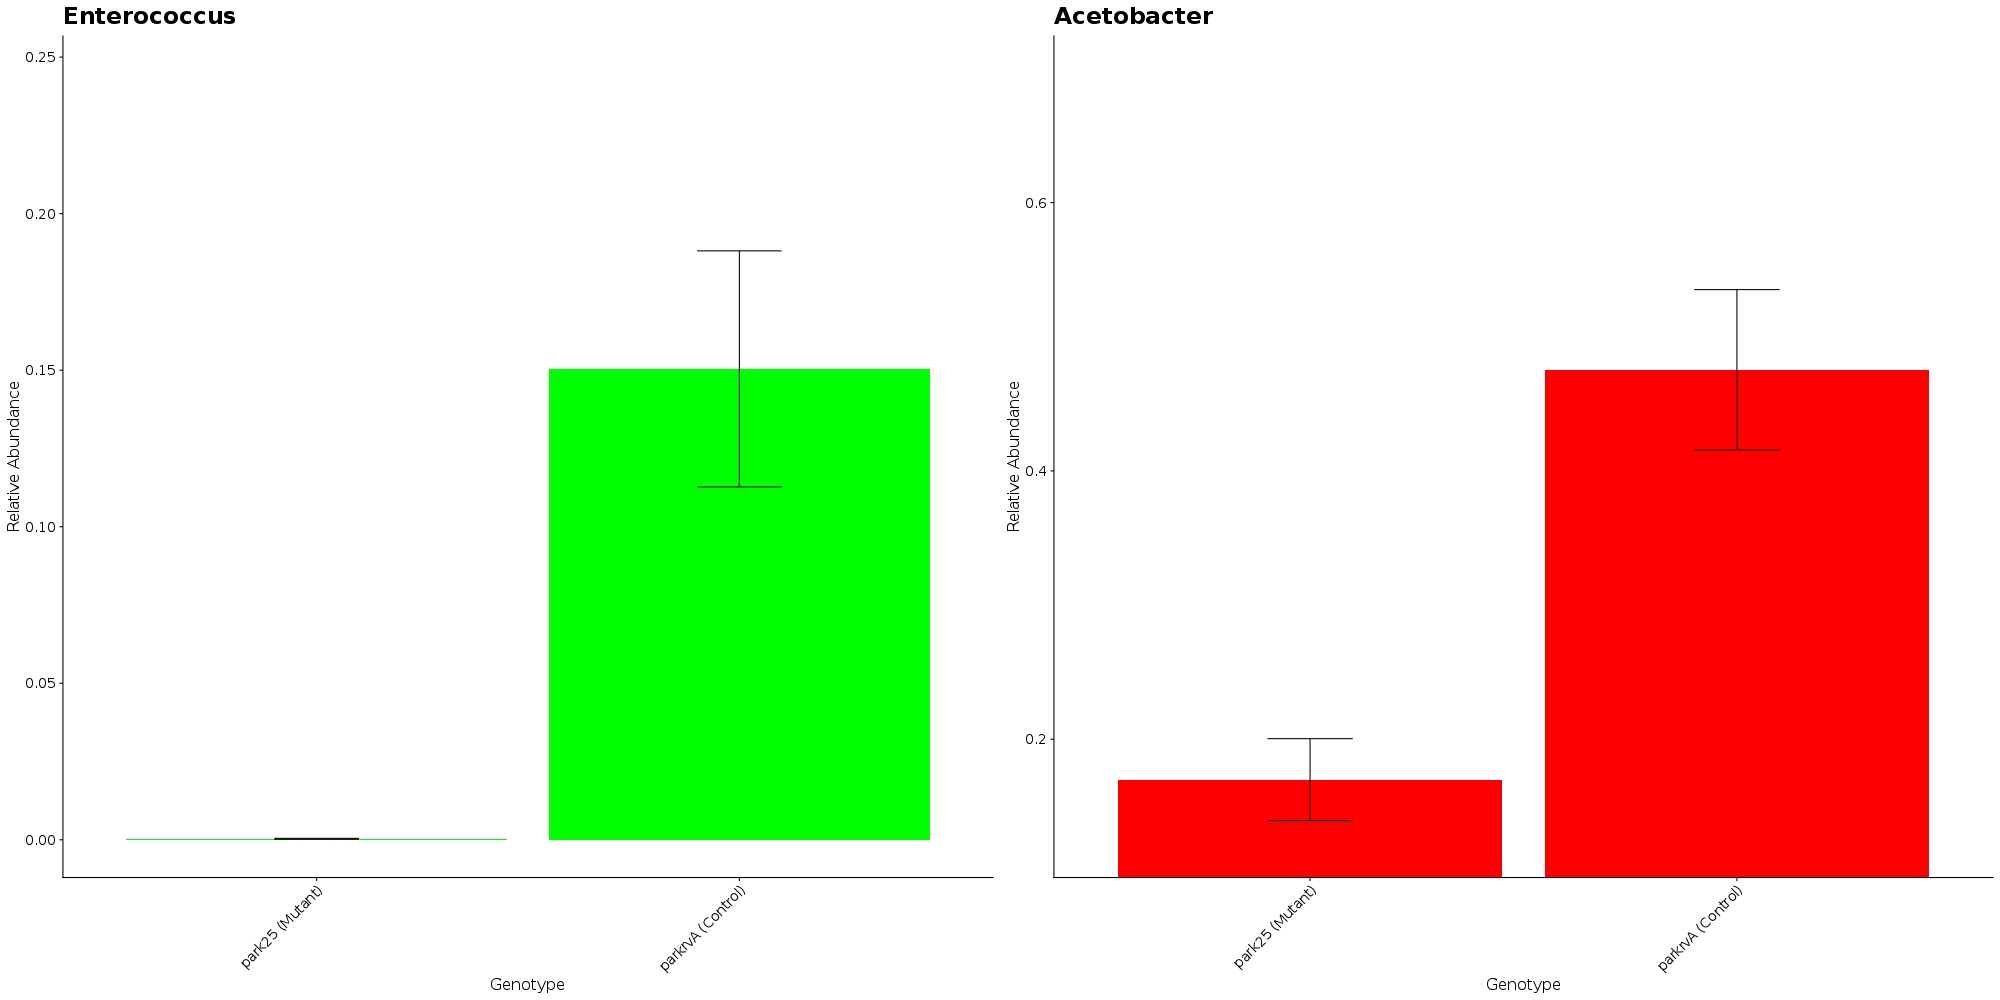 Enterococcus
Relative Abundance
0.25
0.20
0.15
0.10
0.05
0.00
park25 (Mutant)
parkrvA (Control)
Genotype
Acetobacter
Relative Abundance
0.6
0.4
0.2
park25 (Mutant)
parkrvA (Control)
Genotype